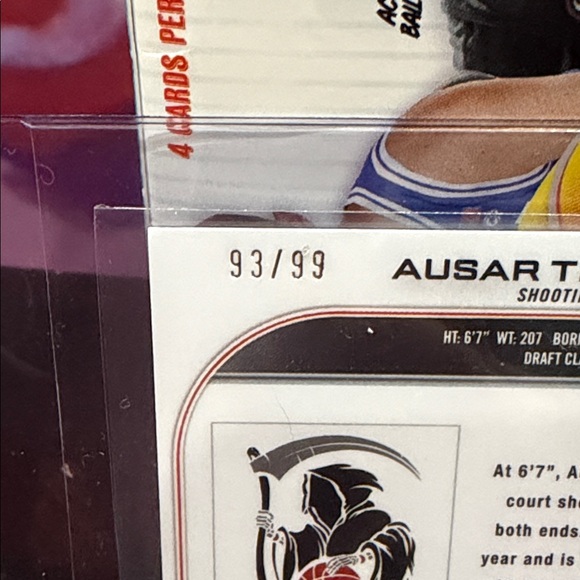 4 CARDS PER
AC
BAL
93/99
AUSAR T
SHOOTI
HT: 6'7" WT: 207 BOR
DRAFT CL
At 6'7", A
court sh
both ends
year and is